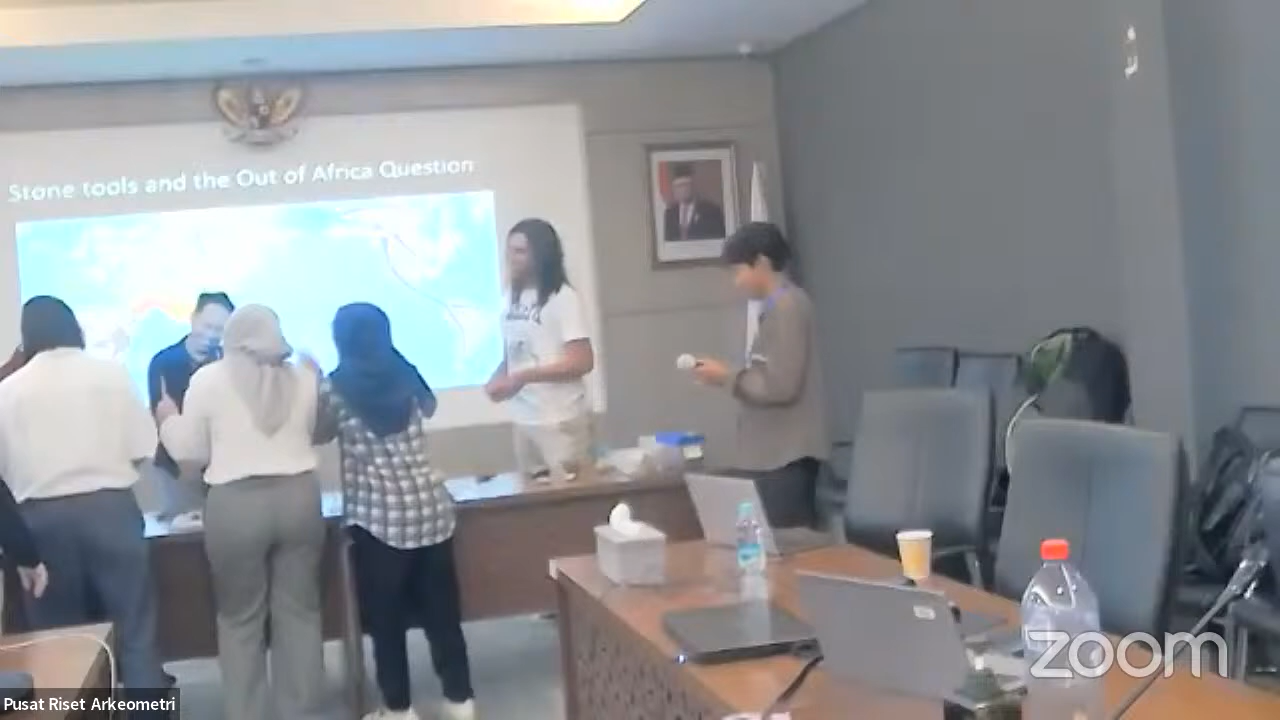 Stone tools and the Out of Africa Question
zoom
Pusat Riset Arkeometri